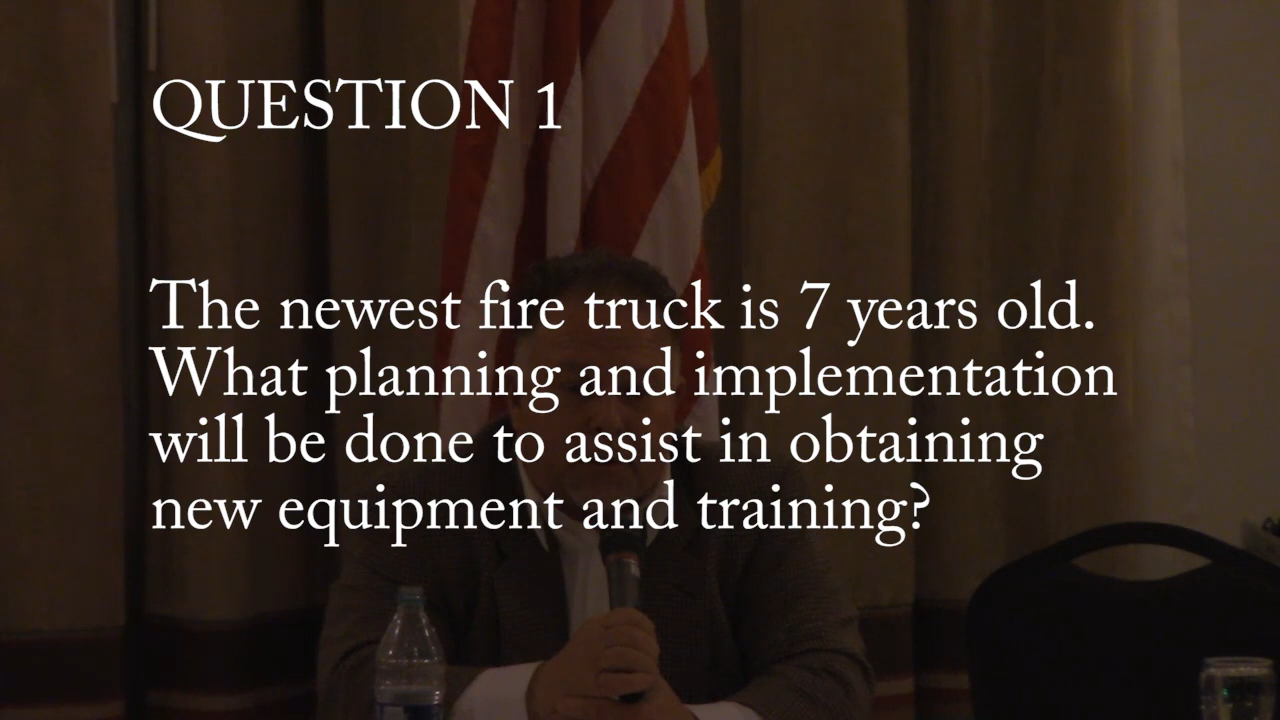 QUESTION 1
The newest fire truck is 7 years old.
What planning and implementation
will be done to assist in obtaining
new equipment and training?